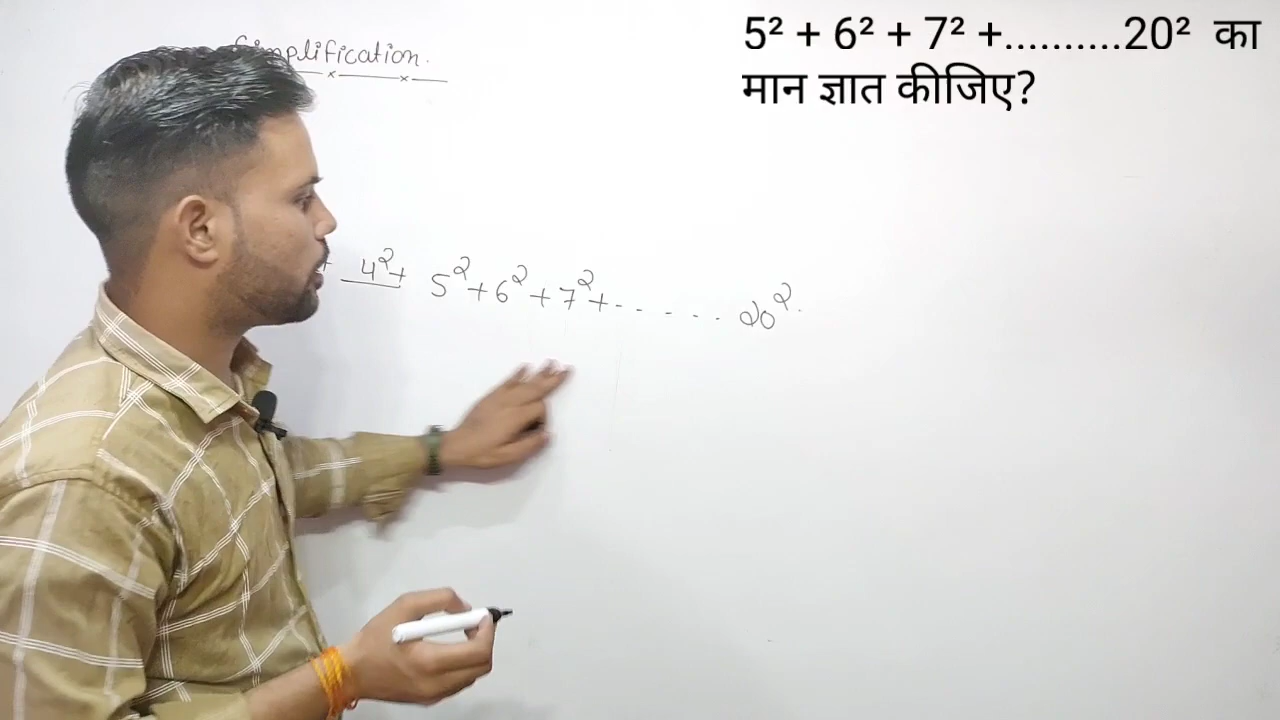 Simplification.
5² + 6² + 7² +..........20² का
मान ज्ञात कीजिए?
+ 4²+ 5²+6²+7²+- - - - - - 20².